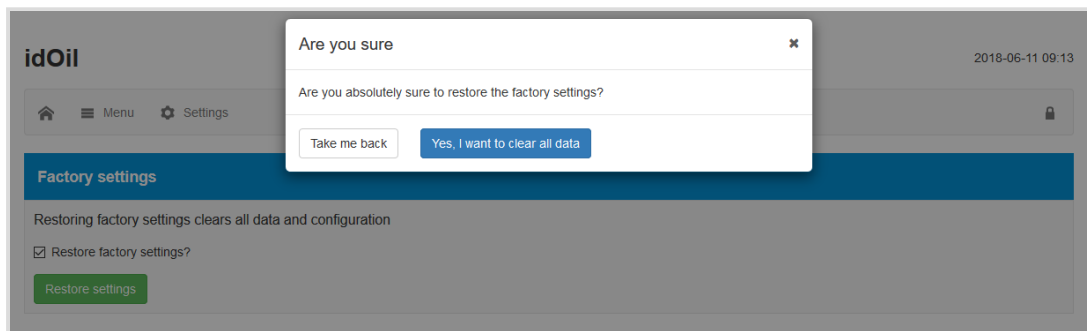 Are you sure
Are you absolutely sure to restore the factory settings?
Take me back
Yes, I want to clear all data
idOil
2018-06-11 09:13
Menu
Settings
Factory settings
Restoring factory settings clears all data and configuration
Restore factory settings?
Restore settings